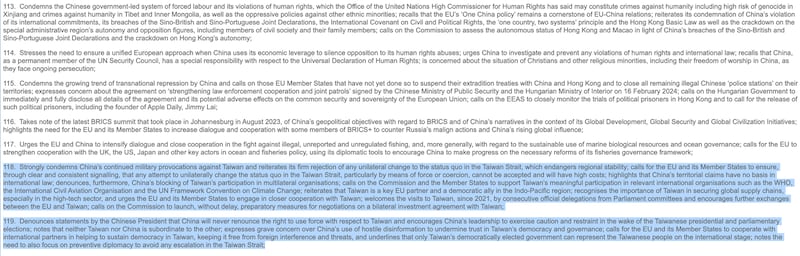 113. Condemns the Chinese government-led system of forced labour and its violations of human rights, which the Office of the United Nations High Commissioner for Human Rights has said may constitute crimes against humanity including high risk of genocide in
Xinjiang and crimes against humanity in Tibet and Inner Mongolia, as well as the oppressive policies against other ethnic minorities; recalls that the EU's 'One China policy' remains a cornerstone of EU-China relations; reiterates its condemnation of China's violation
of its international commitments, its breaches of the Sino-British and Sino-Portuguese Joint Declarations, the International Covenant on Civil and Political Rights, the 'one country, two systems' principle and the Hong Kong Basic Law as well as the crackdown on the
special administrative region's autonomy and opposition figures, including members of civil society and their family members; calls on the Commission to assess the autonomous status of Hong Kong and Macao in light of China's breaches of the Sino-British and
Sino-Portuguese Joint Declarations and the crackdown on Hong Kong's autonomy;
114. Stresses the need to ensure a unified European approach when China uses its economic leverage to silence opposition to its human rights abuses; urges China to investigate and prevent any violations of human rights and international law; recalls that China, as
a permanent member of the UN Security Council, has a special responsibility with respect to the Universal Declaration of Human Rights; is concerned about the situation of Christians and other religious minorities, including their freedom of worship in China, as
they face ongoing persecution;
115. Condemns the growing trend of transnational repression by China and calls on those EU Member States that have not yet done so to suspend their extradition treaties with China and Hong Kong and to close all remaining illegal Chinese 'police stations' on their
territories; expresses concern about the agreement on 'strengthening law enforcement cooperation and joint patrols' signed by the Chinese Ministry of Public Security and the Hungarian Ministry of Interior on 16 February 2024; calls on the Hungarian Government to
immediately and fully disclose all details of the agreement and its potential adverse effects on the common security and sovereignty of the European Union; calls on the EEAS to closely monitor the trials of political prisoners in Hong Kong and to call for the release of
such political prisoners, including the founder of Apple Daily, Jimmy Lai;
116. Takes note of the latest BRICS summit that took place in Johannesburg in August 2023, of China's geopolitical objectives with regard to BRICS and of China's narratives in the context of its Global Development, Global Security and Global Civilization Initiatives;
highlights the need for the EU and its Member States to increase dialogue and cooperation with some members of BRICS+ to counter Russia's malign actions and China's rising global influence;
117. Urges the EU and China to intensify dialogue and close cooperation in the fight against illegal, unreported and unregulated fishing and, more generally, with regard to the sustainable use of marine biological resources and ocean governance; calls for the EU to
strengthen cooperation with the UK, the US, Japan and other key actors in ocean and fisheries policy, using its diplomatic tools to encourage China to make progress on the necessary reforms of its fisheries governance framework;
118. Strongly condemns China's continued military provocations against Taiwan and reiterates its firm rejection of any unilateral change to the status quo in the Taiwan Strait, which endangers regional stability; calls for the EU and its Member States to ensure,
through clear and consistent signalling, that any attempt to unilaterally change the status quo in the Taiwan Strait, particularly by means of force or coercion, cannot be accepted and will have high costs; highlights that China's territorial claims have no basis in
international law; denounces, furthermore, China's blocking of Taiwan's participation in multilateral organisations; calls on the Commission and the Member States to support Taiwan's meaningful participation in relevant international organisations such as the WHO,
the International Civil Aviation Organisation and the UN Framework Convention on Climate Change; reiterates that Taiwan is a key EU partner and a democratic ally in the Indo-Pacific region; recognises the importance of Taiwan in securing global supply chains,
especially in the high-tech sector, and urges the EU and its Member States to engage in closer cooperation with Taiwan; welcomes the visits to Taiwan, since 2021, by consecutive official delegations from Parliament committees and encourages further exchanges
between the EU and Taiwan; calls on the Commission to launch, without delay, preparatory measures for negotiations on a bilateral investment agreement with Taiwan;
119. Denounces statements by the Chinese President that China will never renounce the right to use force with respect to Taiwan and encourages China's leadership to exercise caution and restraint in the wake of the Taiwanese presidential and parliamentary
elections; notes that neither Taiwan nor China is subordinate to the other; expresses grave concern over China's use of hostile disinformation to undermine trust in Taiwan's democracy and governance; calls for the EU and its Member States to cooperate with
international partners in helping to sustain democracy in Taiwan, keeping it free from foreign interference and threats, and underlines that only Taiwan's democratically elected government can represent the Taiwanese people on the international stage; notes the
need to also focus on preventive diplomacy to avoid any escalation in the Taiwan Strait;